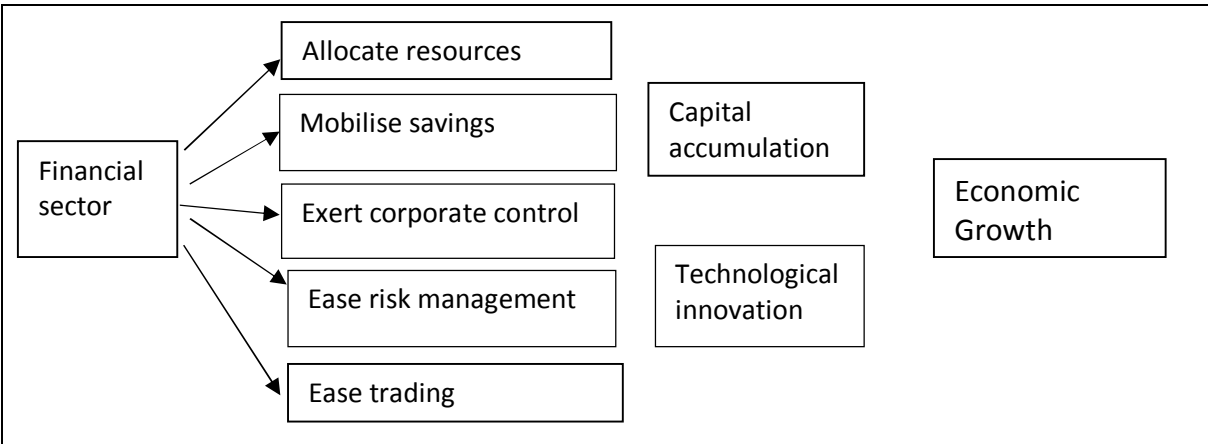 Financial
sector
Allocate resources
Mobilise savings
Exert corporate control
Ease risk management
Ease trading
Capital
accumulation
Technological
innovation
Economic
Growth